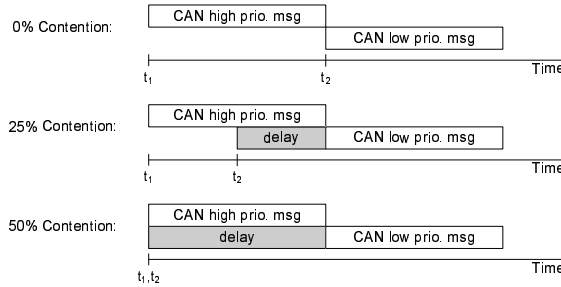 CAN high prio. msg
0% Contention:
CAN low prio. msg
Time
t1 t2
CAN high prio. msg
25% Contention:
delay CAN low prio. msg
Time
t1 t2
CAN high prio. msg
50% Contention:
delay CAN low prio. msg
Time
t1,t2